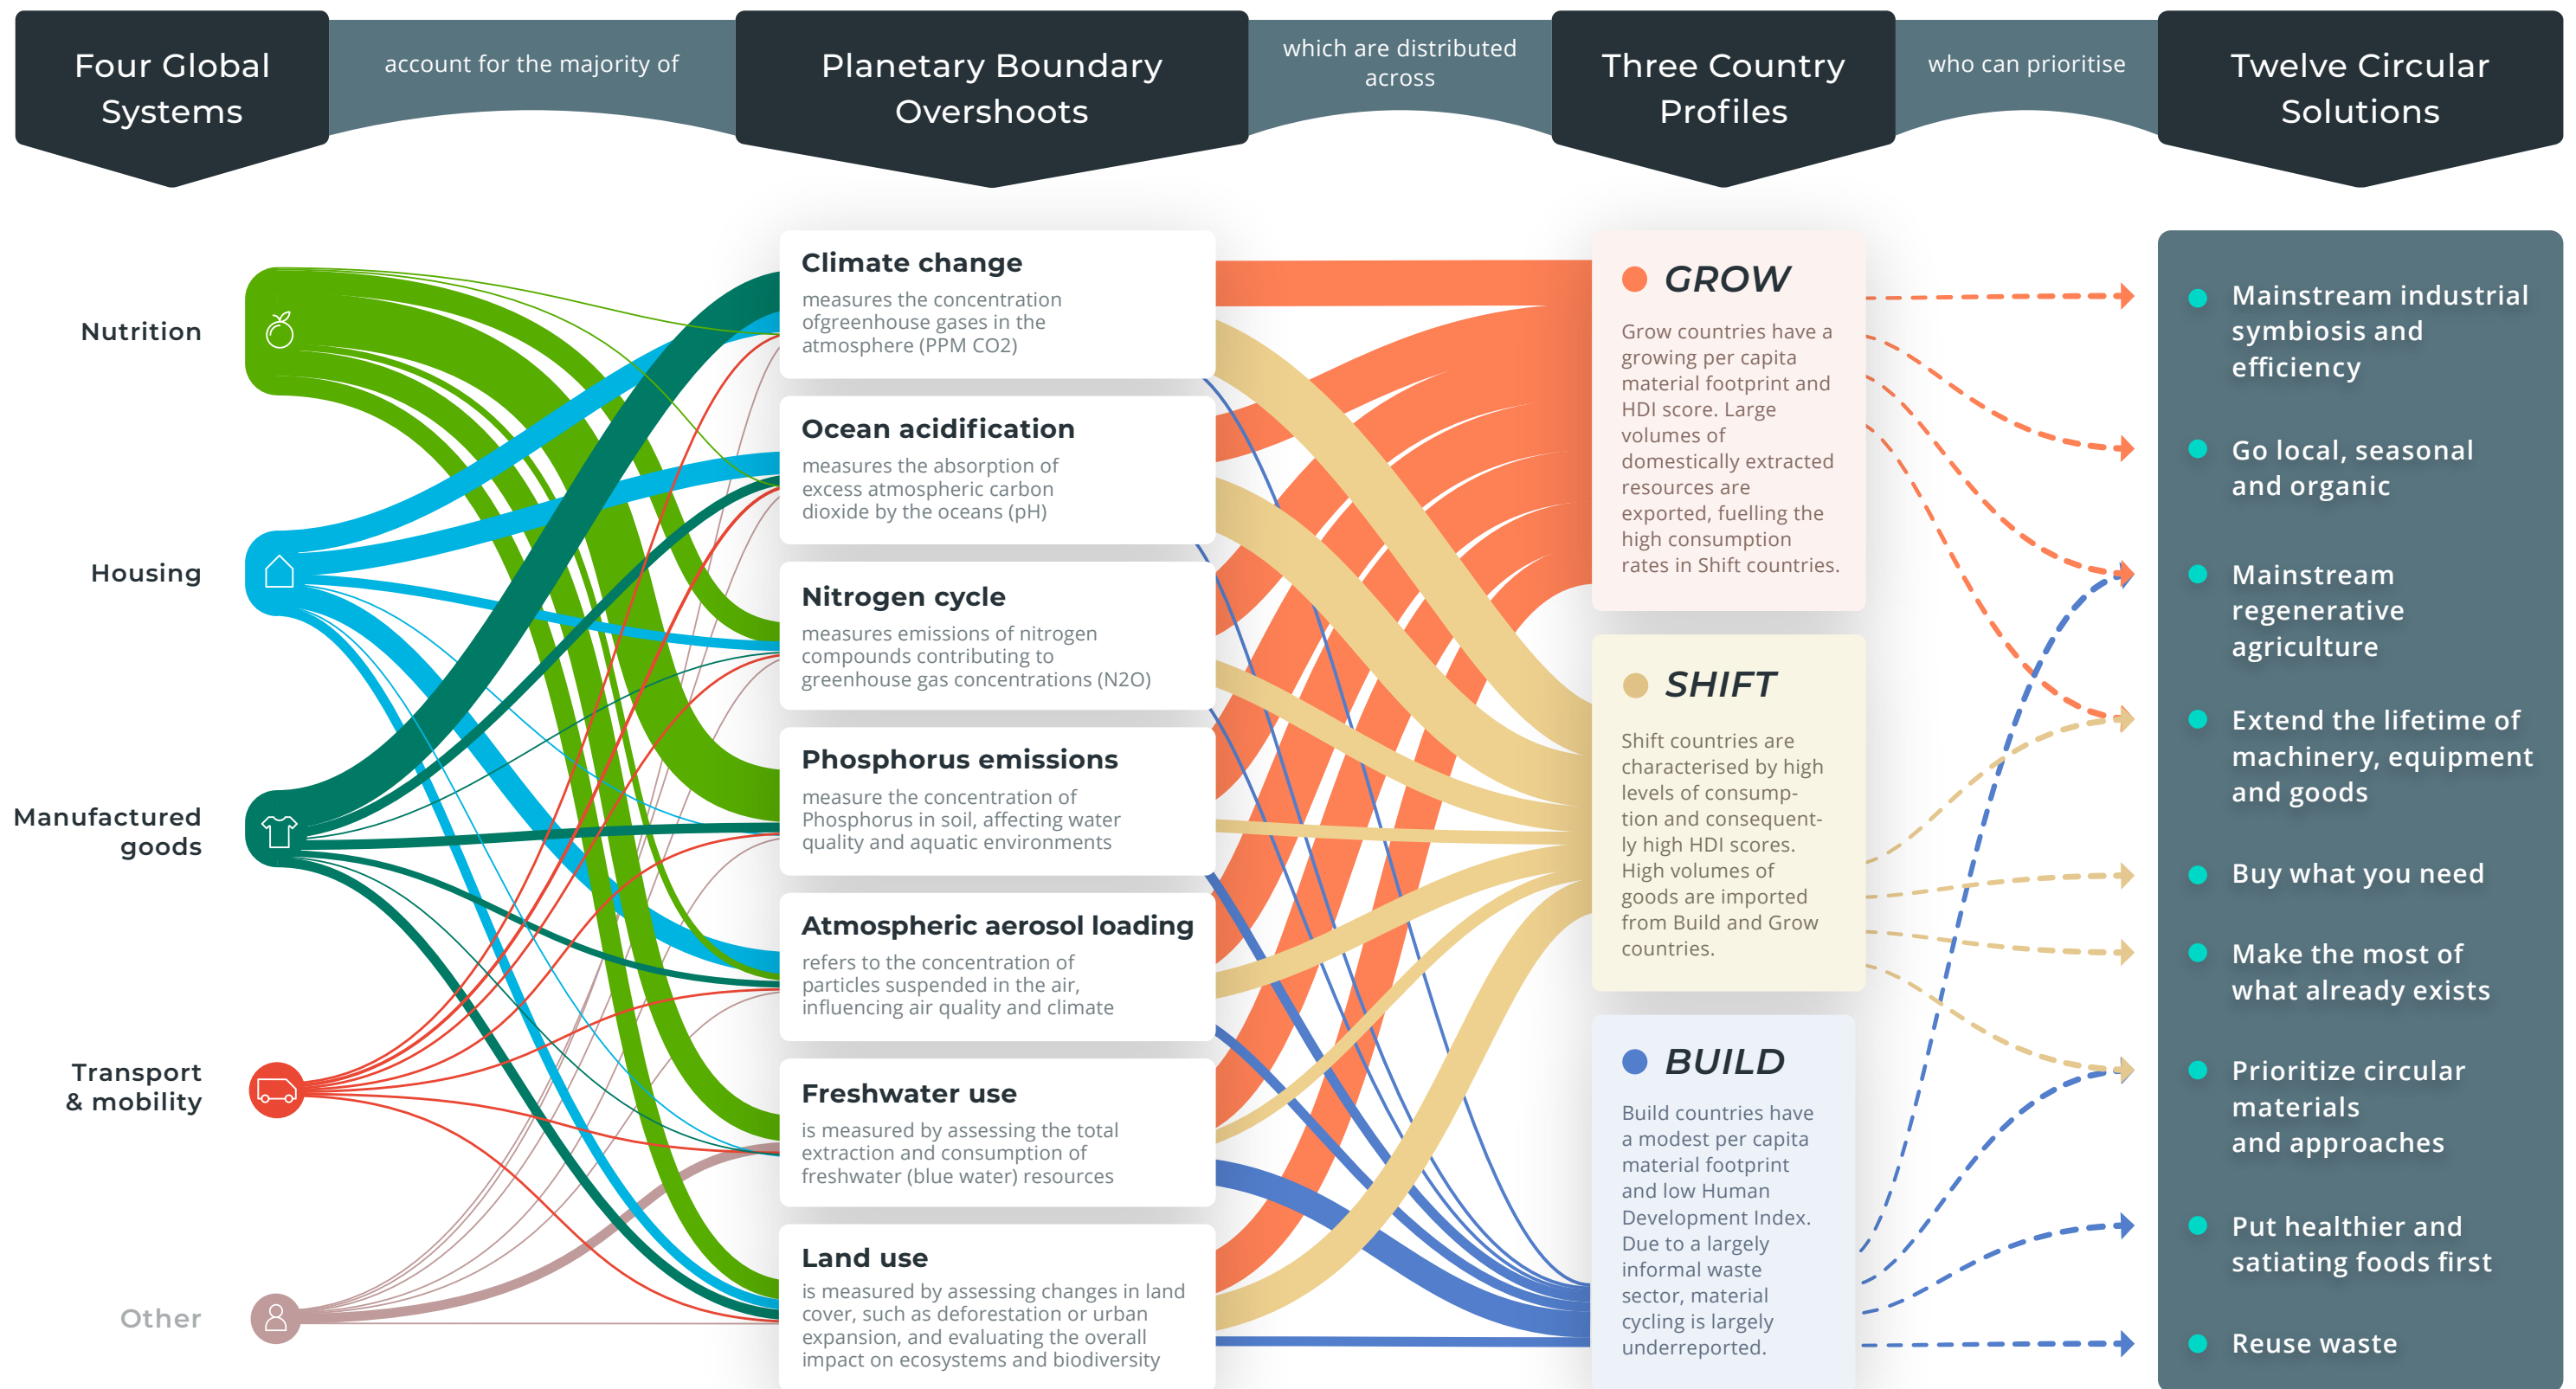 Four Global
Systems
account for the majority of
Planetary Boundary
Overshoots
which are distributed
across
Three Country
Profiles
who can prioritise
Twelve Circular
Solutions
Nutrition
Housing
Manufactured
goods
Transport
& mobility
Other
Climate change
measures the concentration
ofgreenhouse gases in the
atmosphere (PPM CO2)
Ocean acidification
measures the absorption of
excess atmospheric carbon
dioxide by the oceans (pH)
Nitrogen cycle
measures emissions of nitrogen
compounds contributing to
greenhouse gas concentrations (N2O)
Phosphorus emissions
measure the concentration of
Phosphorus in soil, affecting water
quality and aquatic environments
Atmospheric aerosol loading
refers to the concentration of
particles suspended in the air,
influencing air quality and climate
Freshwater use
is measured by assessing the total
extraction and consumption of
freshwater (blue water) resources
Land use
is measured by assessing changes in land
cover, such as deforestation or urban
expansion, and evaluating the overall
impact on ecosystems and biodiversity
GROW
Grow countries have a
growing per capita
material footprint and
HDI score. Large
volumes of
domestically extracted
resources are
exported, fuelling the
high consumption
rates in Shift countries.
SHIFT
Shift countries are
characterised by high
levels of consump-
tion and consequent-
ly high HDI scores.
High volumes of
goods are imported
from Build and Grow
countries.
BUILD
Build countries have
a modest per capita
material footprint
and low Human
Development Index.
Due to a largely
informal waste
sector, material
cycling is largely
underreported.
Mainstream industrial
symbiosis and
efficiency
Go local, seasonal
and organic
Mainstream
regenerative
agriculture
Extend the lifetime of
machinery, equipment
and goods
Buy what you need
Make the most of
what already exists
Prioritize circular
materials
and approaches
Put healthier and
satiating foods first
Reuse waste